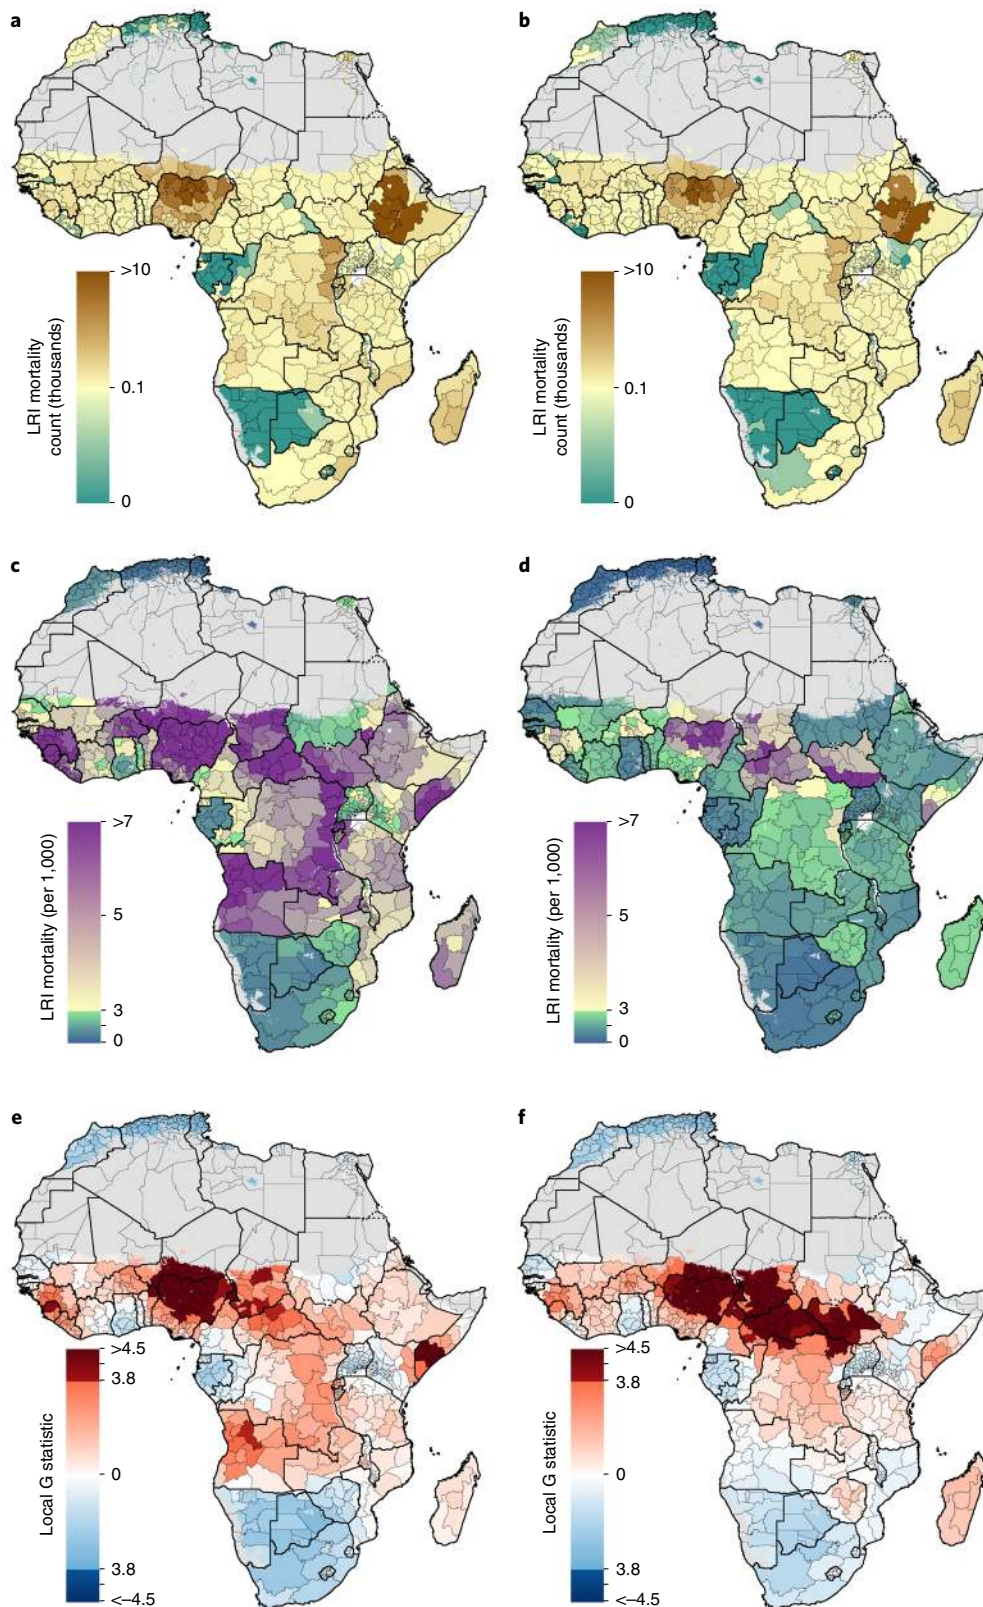 a
b
>10
0.1
0
LRI mortality
count (thousands)
>10
0.1
0
LRI mortality
count (thousands)
c
d
>7
5
3
0
LRI mortality (per 1,000)
>7
5
3
0
LRI mortality (per 1,000)
e
f
>4.5
3.8
0
3.8
<–4.5
Local G statistic
>4.5
3.8
0
3.8
<–4.5
Local G statistic